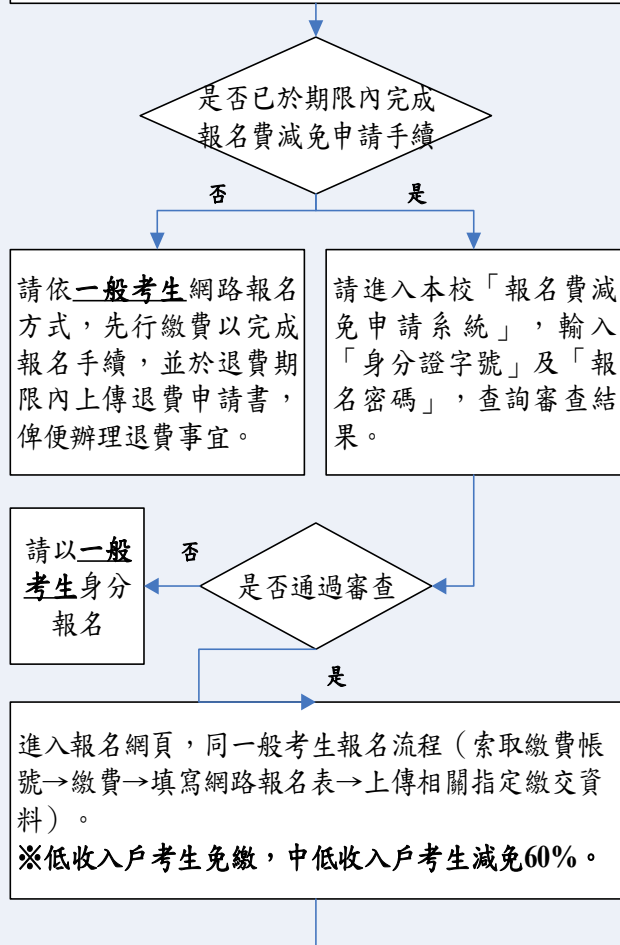 是否已於期限內完成
報名費減免申請手續
否
是
請依一般考生網路報名
方式，先行繳費以完成
報名手續，並於退費期
限內上傳退費申請書，
俾便辦理退費事宜。
請進入本校「報名費減
免申請系統」，輸入
「身分證字號」及「報
名密碼」，查詢審查結
果。
請以一般
考生身分
報名
否
是否通過審查
是
進入報名網頁，同一般考生報名流程（索取繳費帳
號→繳費→填寫網路報名表→上傳相關指定繳交資
料）。
※低收入戶考生免繳，中低收入戶考生減免60%。